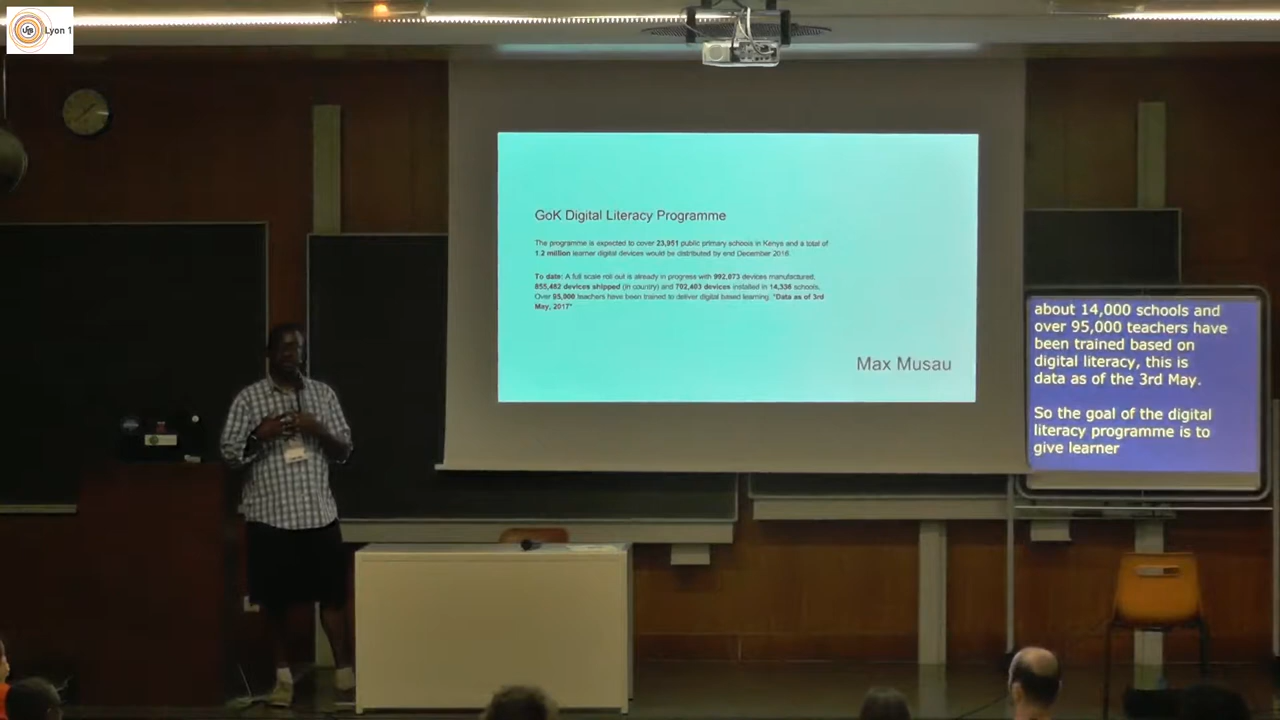 Lyon 1
GoK Digital Literacy Programme
The programme is expected to cover 23,951 public primary schools in Kenya and a total of
1.2 million learner digital devices would be distributed by end December 2016.
To date: A full scale roll out is already in progress with 992,873 devices manufactured,
855,482 devices shipped (in country) and 702,403 devices installed in 14,336 schools.
Over 95,000 teachers have been trained to deliver digital based learning. "Data as of 3rd
May, 2017"
Max Musau
about 14,000 schools and
over 95,000 teachers have
been trained based on
digital literacy, this is
data as of the 3rd May.
So the goal of the digital
literacy programme is to
give learner